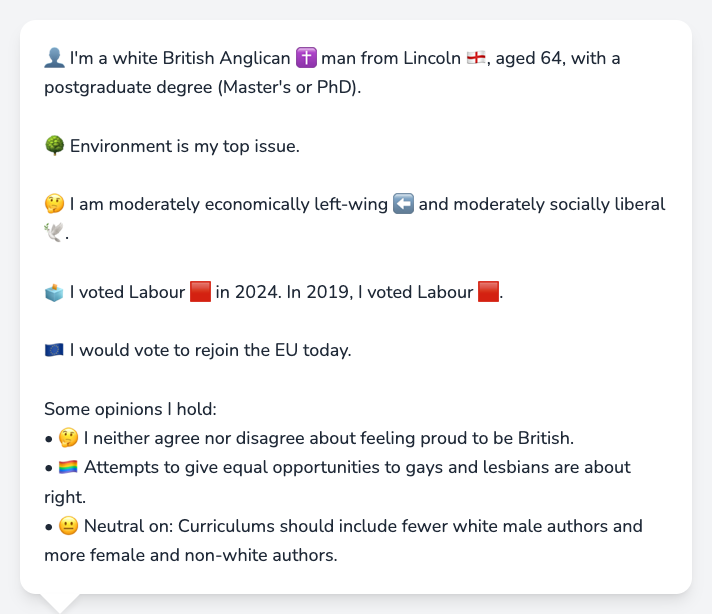 👤 I'm a white British Anglican ✝️ man from Lincoln 🏴󠁧󠁢󠁥󠁮󠁧󠁿, aged 64, with a
postgraduate degree (Master's or PhD).
🌳 Environment is my top issue.
🤔 I am moderately economically left-wing ⬅️ and moderately socially liberal
🕊️.
🗳️ I voted Labour 🟥 in 2024. In 2019, I voted Labour 🟥.
🇪🇺 I would vote to rejoin the EU today.
Some opinions I hold:
• 🤔 I neither agree nor disagree about feeling proud to be British.
• 🏳️‍🌈 Attempts to give equal opportunities to gays and lesbians are about
right.
• 😐 Neutral on: Curriculums should include fewer white male authors and
more female and non-white authors.